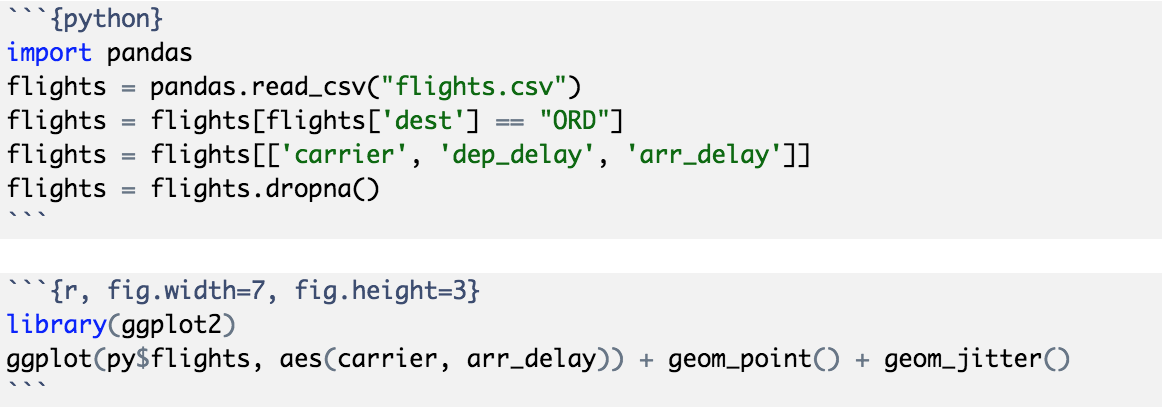 ```{python}
import pandas
flights = pandas.read_csv("flights.csv")
flights = flights[flights['dest'] == "ORD"]
flights = flights[['carrier', 'dep_delay', 'arr_delay']]
flights = flights.dropna()
```
```{r, fig.width=7, fig.height=3}
library(ggplot2)
ggplot(py$flights, aes(carrier, arr_delay)) + geom_point() + geom_jitter()
```